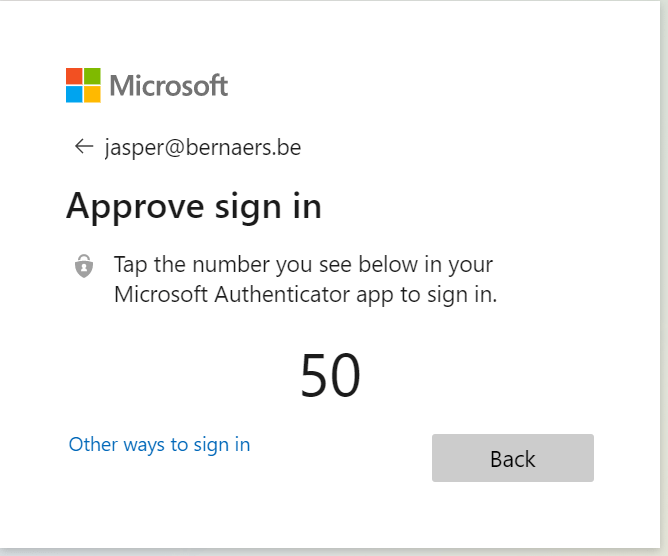 Microsoft
← jasper@bernaers.be
Approve sign in
Tap the number you see below in your
Microsoft Authenticator app to sign in.
50
Other ways to sign in
Back